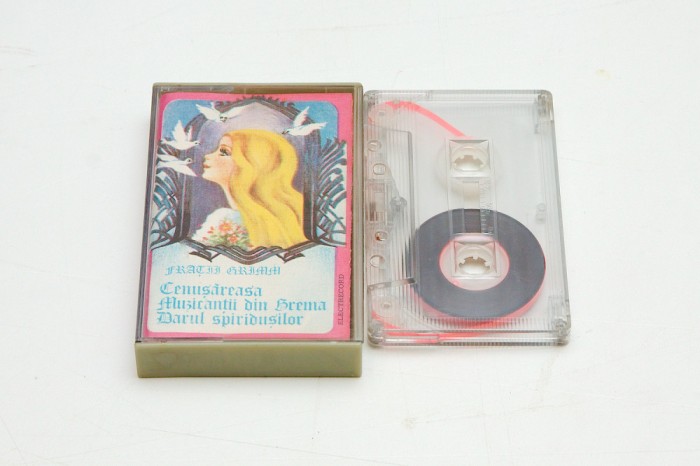 FRAȚII GRIMM
Cenușăreasa
Muzicanții din Brema
Darul spiridușilor
ELECTRECORD